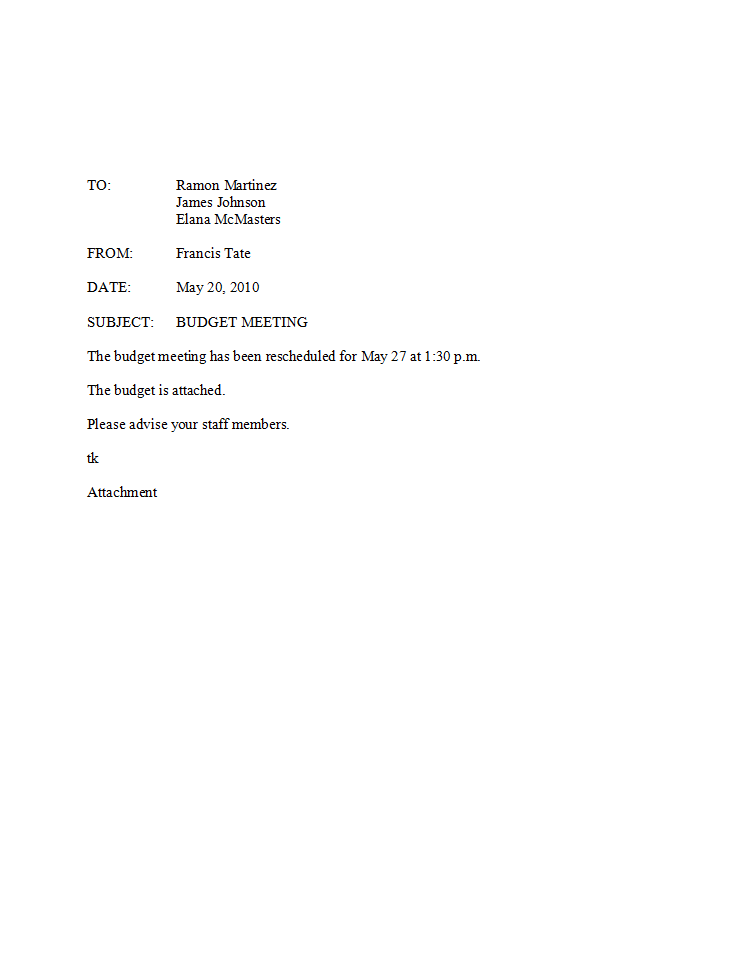 TO: Ramon Martinez
James Johnson
Elana McMasters
FROM: Francis Tate
DATE: May 20, 2010
SUBJECT: BUDGET MEETING
The budget meeting has been rescheduled for May 27 at 1:30 p.m.
The budget is attached.
Please advise your staff members.
tk
Attachment